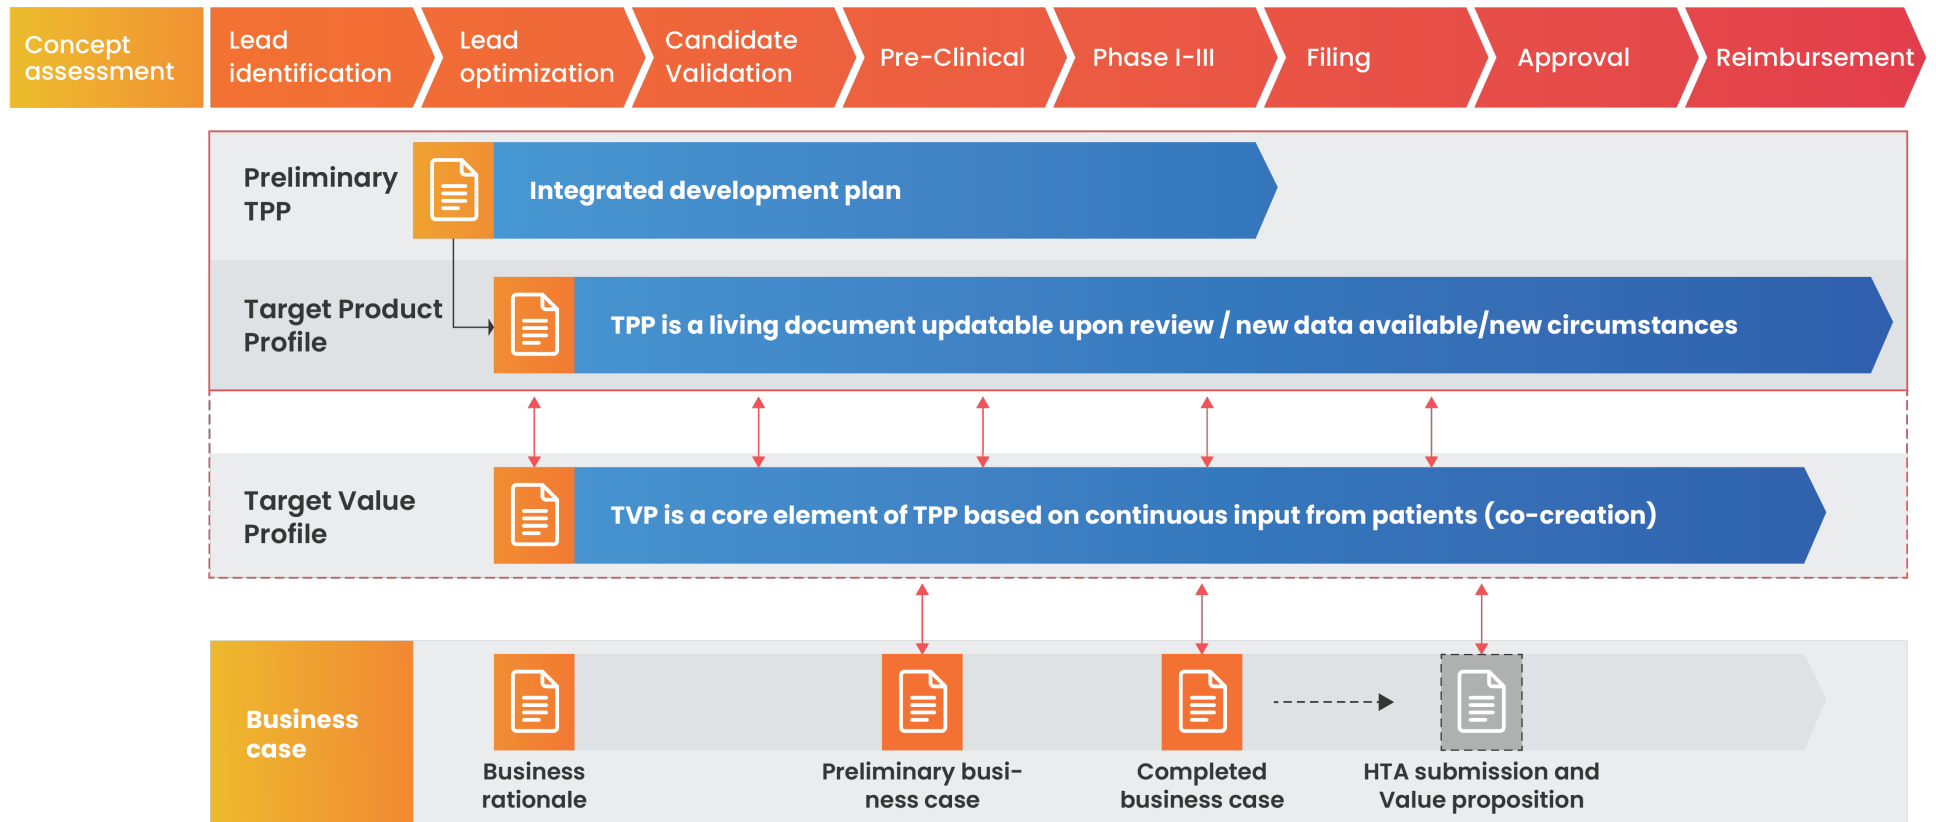 Concept
assessment
Lead
identification
Lead
optimization
Candidate
Validation
Pre-Clinical
Phase I-III
Filing
Approval
Reimbursement
Preliminary
TPP
Integrated development plan
Target Product
Profile
TPP is a living document updatable upon review / new data available/new circumstances
Target Value
Profile
TVP is a core element of TPP based on continuous input from patients (co-creation)
Business
case
Business
rationale
Preliminary busi-
ness case
Completed
business case
HTA submission and
Value proposition